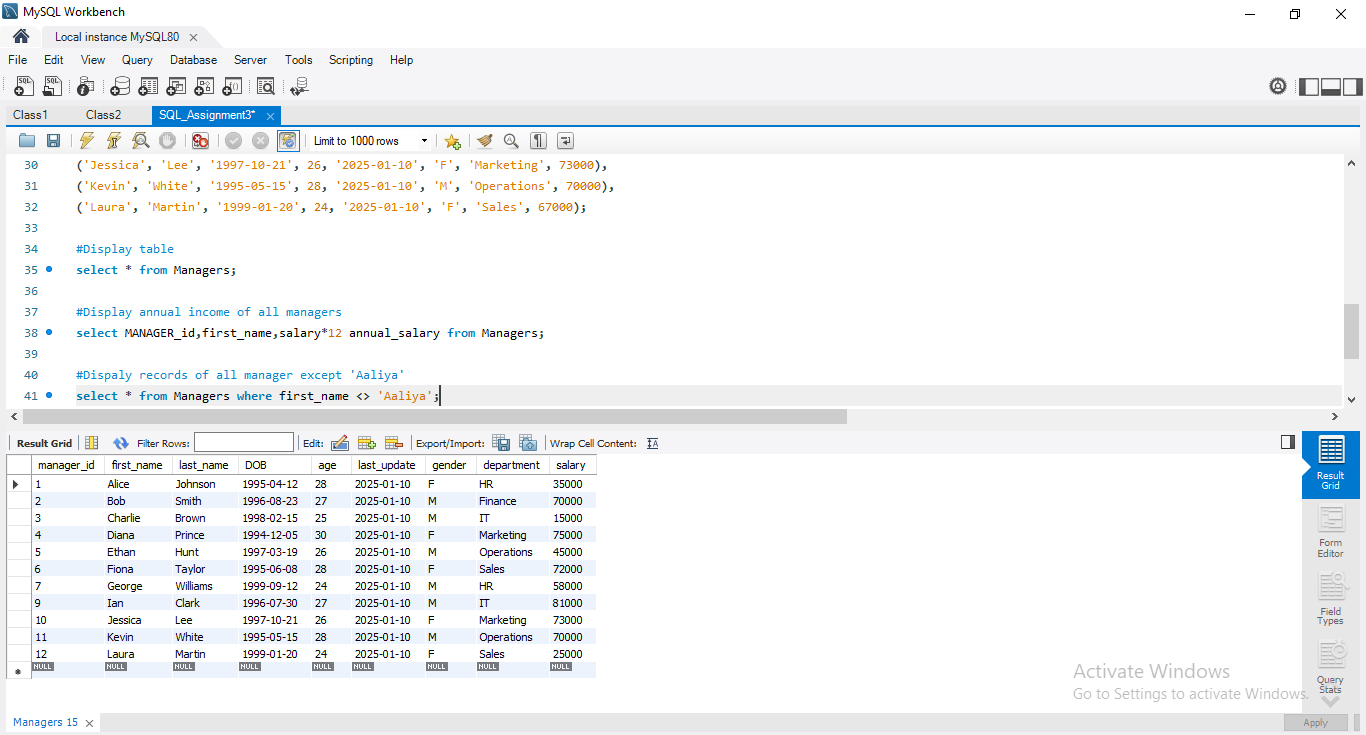 MySQL Workbench
Local instance MySQL80
File Edit View Query Database Server Tools Scripting Help
Class1 Class2 SQL_Assignment3*
Limit to 1000 rows
30 ('Jessica', 'Lee', '1997-10-21', 26, '2025-01-10', 'F', 'Marketing', 73000),
31 ('Kevin', 'White', '1995-05-15', 28, '2025-01-10', 'M', 'Operations', 70000),
32 ('Laura', 'Martin', '1999-01-20', 24, '2025-01-10', 'F', 'Sales', 67000);
33
34 #Display table
35 select * from Managers;
36
37 #Display annual income of all managers
38 select MANAGER_id,first_name,salary*12 annual_salary from Managers;
39
40 #Dispaly records of all manager except 'Aaliya'
41 select * from Managers where first_name <> 'Aaliya';
Result Grid Filter Rows: Edit: Export/Import: Wrap Cell Content:
manager_id first_name last_name DOB age last_update gender department salary
1 Alice Johnson 1995-04-12 28 2025-01-10 F HR 35000
2 Bob Smith 1996-08-23 27 2025-01-10 M Finance 70000
3 Charlie Brown 1998-02-15 25 2025-01-10 M IT 15000
4 Diana Prince 1994-12-05 30 2025-01-10 F Marketing 75000
5 Ethan Hunt 1997-03-19 26 2025-01-10 M Operations 45000
6 Fiona Taylor 1995-06-08 28 2025-01-10 F Sales 72000
7 George Williams 1999-09-12 24 2025-01-10 M HR 58000
9 Ian Clark 1996-07-30 27 2025-01-10 M IT 81000
10 Jessica Lee 1997-10-21 26 2025-01-10 F Marketing 73000
11 Kevin White 1995-05-15 28 2025-01-10 M Operations 70000
12 Laura Martin 1999-01-20 24 2025-01-10 F Sales 25000
NULL NULL NULL NULL NULL NULL NULL NULL NULL
Result
Grid
Form
Editor
Field
Types
Query
Stats
Activate Windows
Go to Settings to activate Windows.
Managers 15
Apply